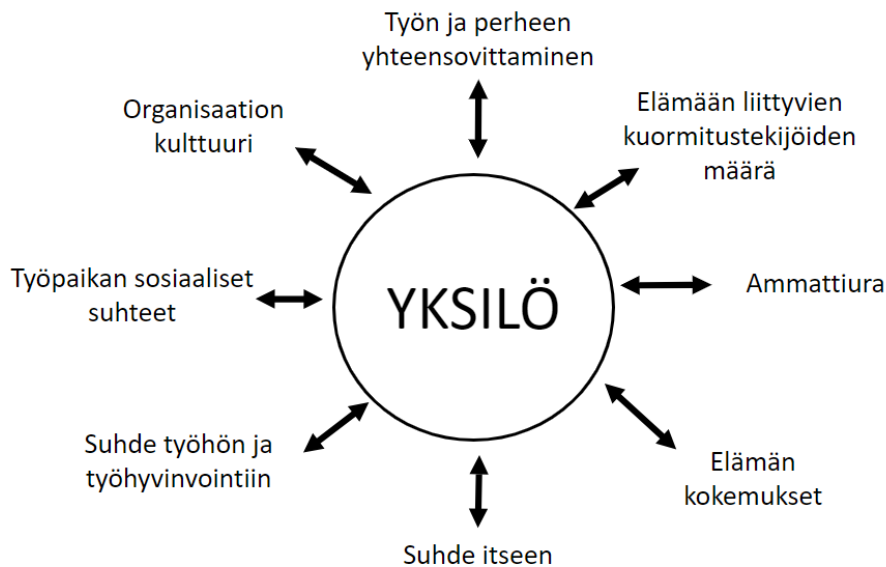 Työn ja perheen
yhteensovittaminen
Elämään liittyvien
kuormitustekijöiden
määrä
Organisaation
kulttuuri
Työpaikan sosiaaliset
suhteet
YKSILÖ
Ammattiura
Suhde työhön ja
työhyvinvointiin
Elämän
kokemukset
Suhde itseen